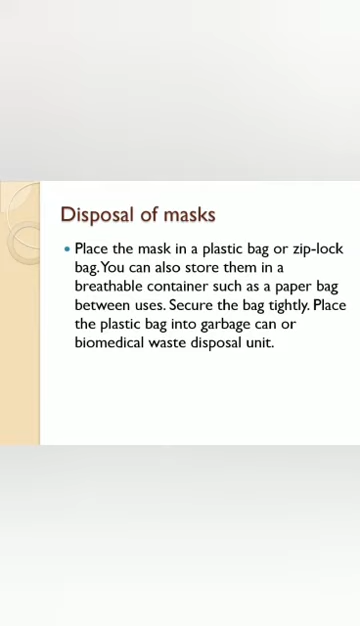 Disposal of masks
• Place the mask in a plastic bag or zip-lock
bag. You can also store them in a
breathable container such as a paper bag
between uses. Secure the bag tightly. Place
the plastic bag into garbage can or
biomedical waste disposal unit.